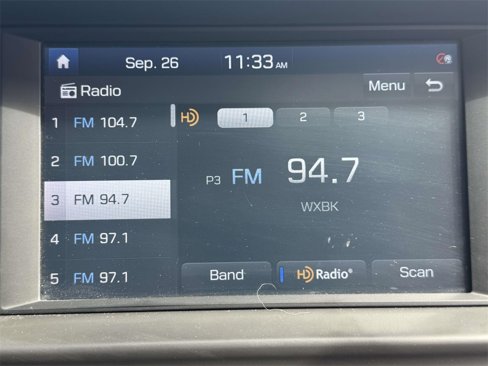 Sep. 26 11:33 AM
Radio Menu
1 FM 104.7
2 FM 100.7
3 FM 94.7
4 FM 97.1
5 FM 97.1
HD 1 2 3
P3 FM 94.7
WXBK
Band HD Radio® Scan